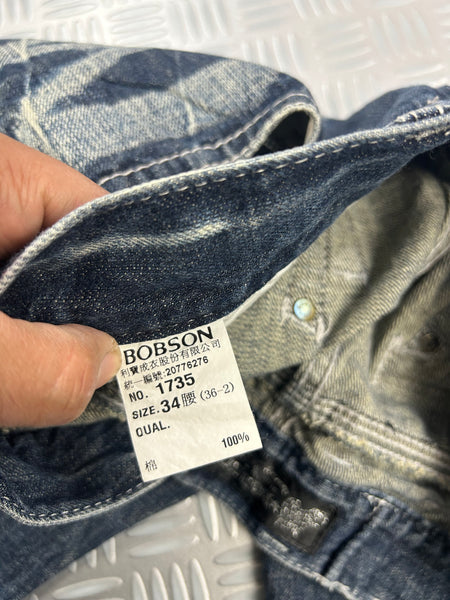 BOBSON
利寶成衣股份有限公司
統一編號:20776276
NO. 1735
SIZE.34腰(36-2)
QUAL.
100%
棉